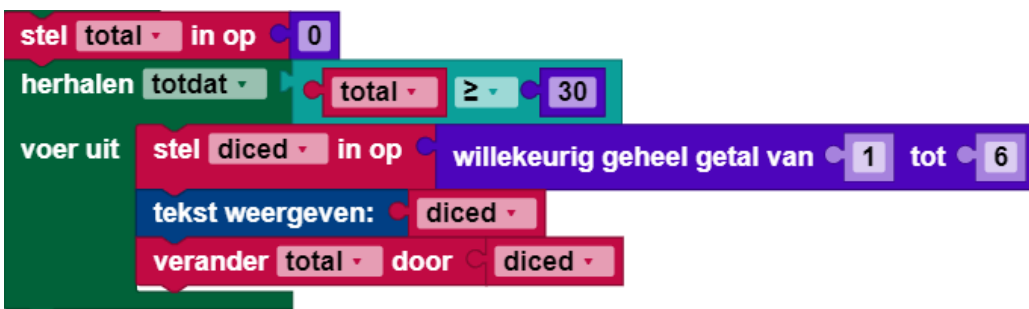 stel total in op 0
herhalen totdat total ≥ 30
voer uit stel diced in op willekeurig geheel getal van 1 tot 6
tekst weergeven: diced
verander total door diced